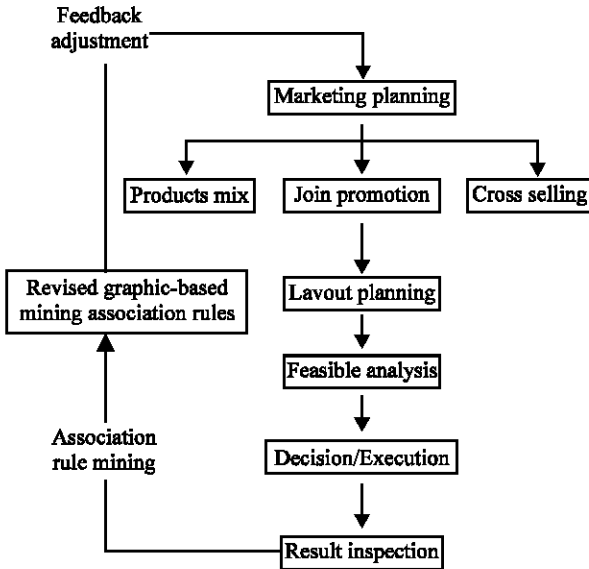 Feedback
adjustment
Marketing planning
Products mix
Join promotion
Cross selling
Revised graphic-based
mining association rules
Lavout planning
Feasible analysis
Association
rule mining
Decision/Execution
Result inspection